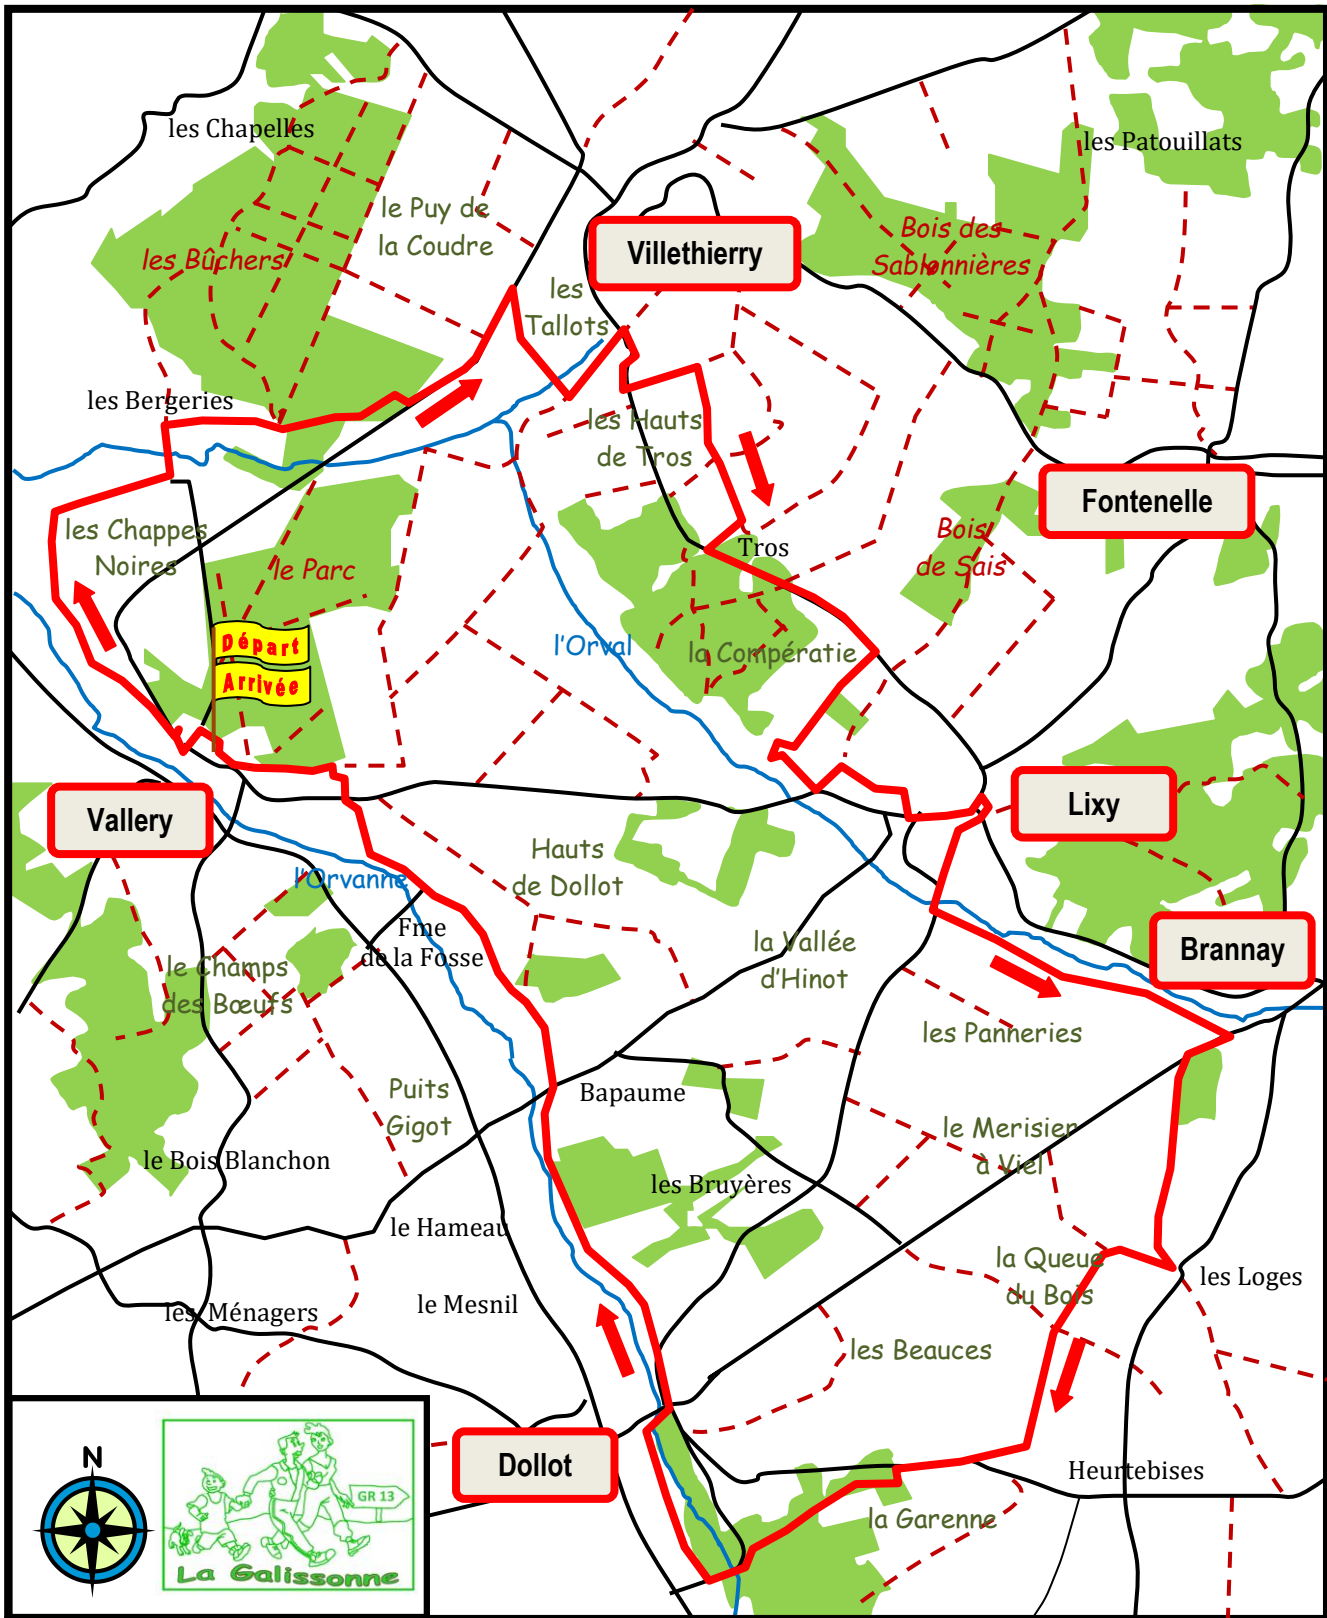 les Chapelles
les Patouillats
le Puy de
la Coudre
les Bûchers
Villethierry
Bois des
Sablonnières
les
Tallots
les Bergeries
les Hauts
de Tros
Fontenelle
les Chappes
Noires
le Parc
Tros
Bois
de Sais
Départ
Arrivée
l'Orval
la Compératie
Vallery
Lixy
l'Orvanne
Hauts
de Dollot
Fme
de la Fosse
la Vallée
d'Hinot
Brannay
le Champs
des Bœufs
les Panneries
Puits
Gigot
Bapaume
le Merisier
à Viel
le Bois Blanchon
les Bruyères
le Hameau
la Queue
du Bois
les Loges
les Ménagers
le Mesnil
les Beauces
Dollot
Heurtebises
la Garenne
N
GR 13
La Galissonne